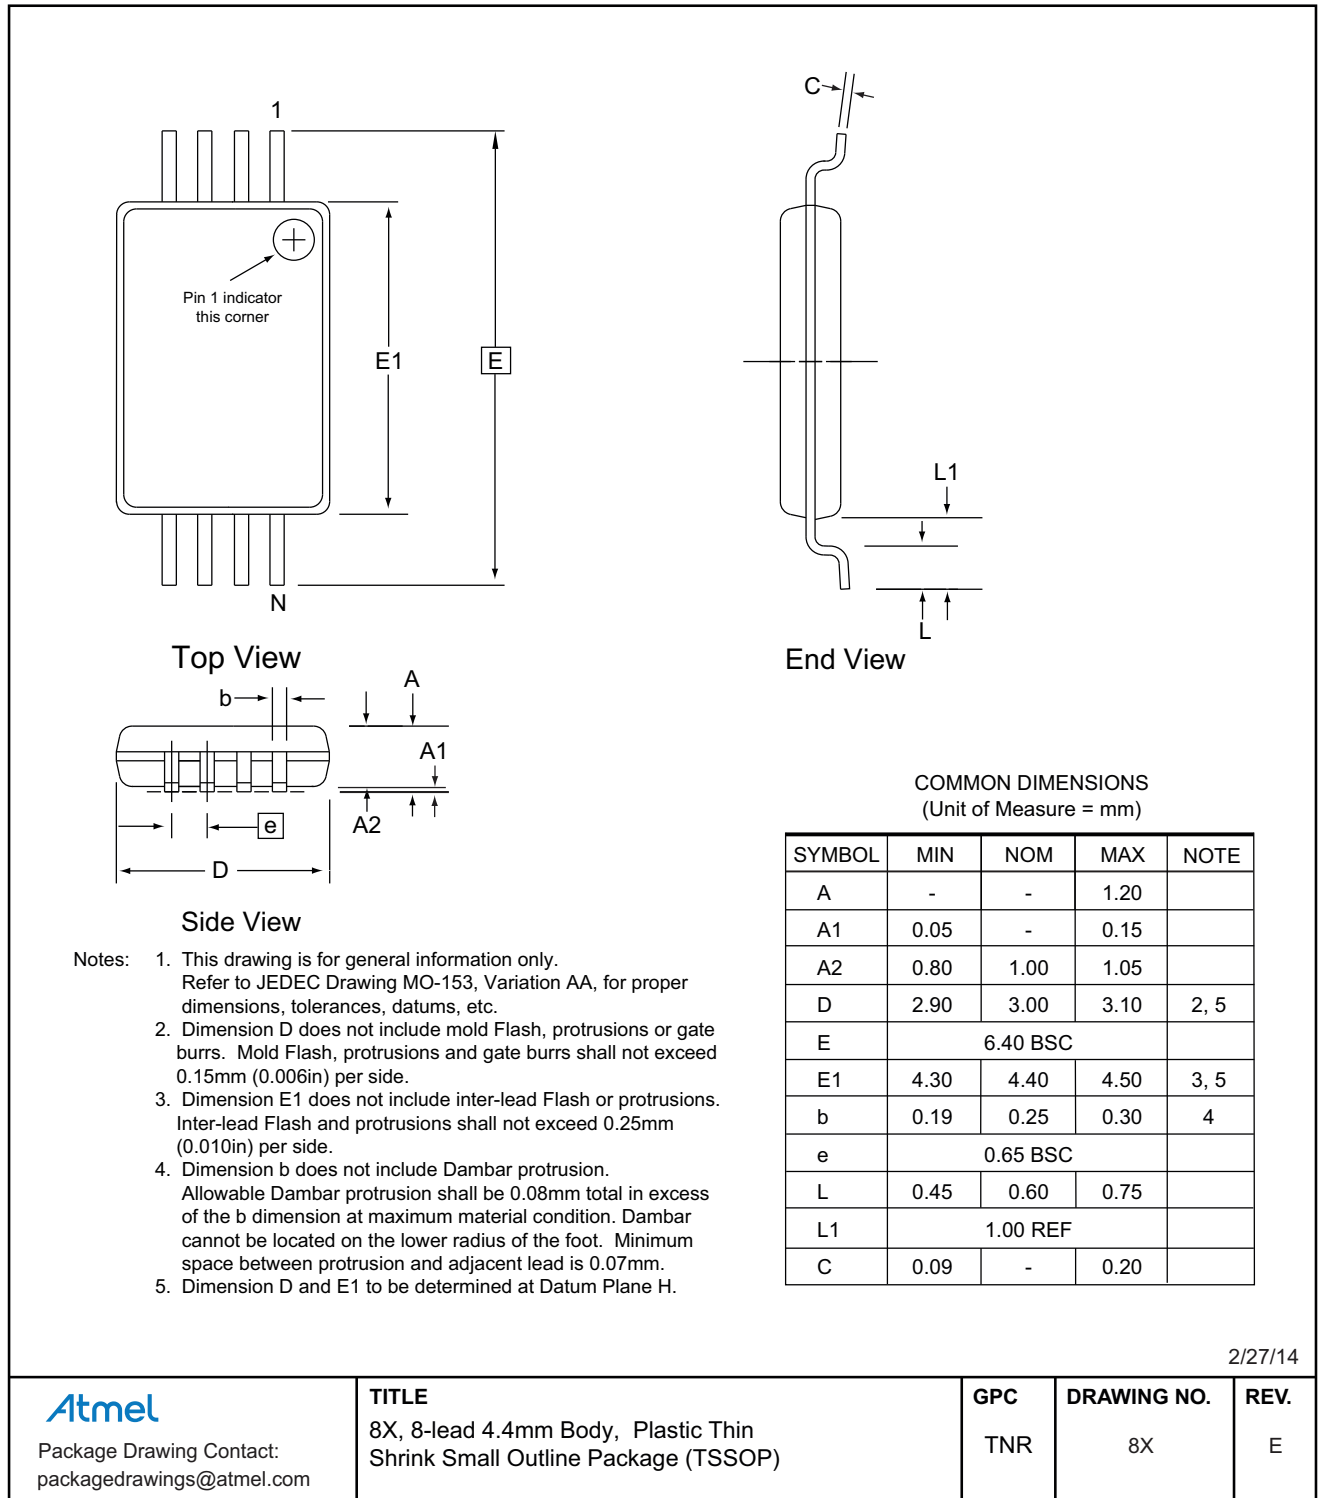 1
C
Pin 1 indicator
this corner
E1
E
L1
N
L
Top View
End View
b
A
A1
e
A2
D
Side View
COMMON DIMENSIONS
(Unit of Measure = mm)
SYMBOL MIN NOM MAX NOTE
A - - 1.20
A1 0.05 - 0.15
A2 0.80 1.00 1.05
D 2.90 3.00 3.10 2, 5
E 6.40 BSC
E1 4.30 4.40 4.50 3, 5
b 0.19 0.25 0.30 4
e 0.65 BSC
L 0.45 0.60 0.75
L1 1.00 REF
C 0.09 - 0.20
Notes: 1. This drawing is for general information only.
Refer to JEDEC Drawing MO-153, Variation AA, for proper
dimensions, tolerances, datums, etc.
2. Dimension D does not include mold Flash, protrusions or gate
burrs. Mold Flash, protrusions and gate burrs shall not exceed
0.15mm (0.006in) per side.
3. Dimension E1 does not include inter-lead Flash or protrusions.
Inter-lead Flash and protrusions shall not exceed 0.25mm
(0.010in) per side.
4. Dimension b does not include Dambar protrusion.
Allowable Dambar protrusion shall be 0.08mm total in excess
of the b dimension at maximum material condition. Dambar
cannot be located on the lower radius of the foot. Minimum
space between protrusion and adjacent lead is 0.07mm.
5. Dimension D and E1 to be determined at Datum Plane H.
2/27/14
Atmel
Package Drawing Contact:
packagedrawings@atmel.com
TITLE
8X, 8-lead 4.4mm Body, Plastic Thin
Shrink Small Outline Package (TSSOP)
GPC
TNR
DRAWING NO.
8X
REV.
E